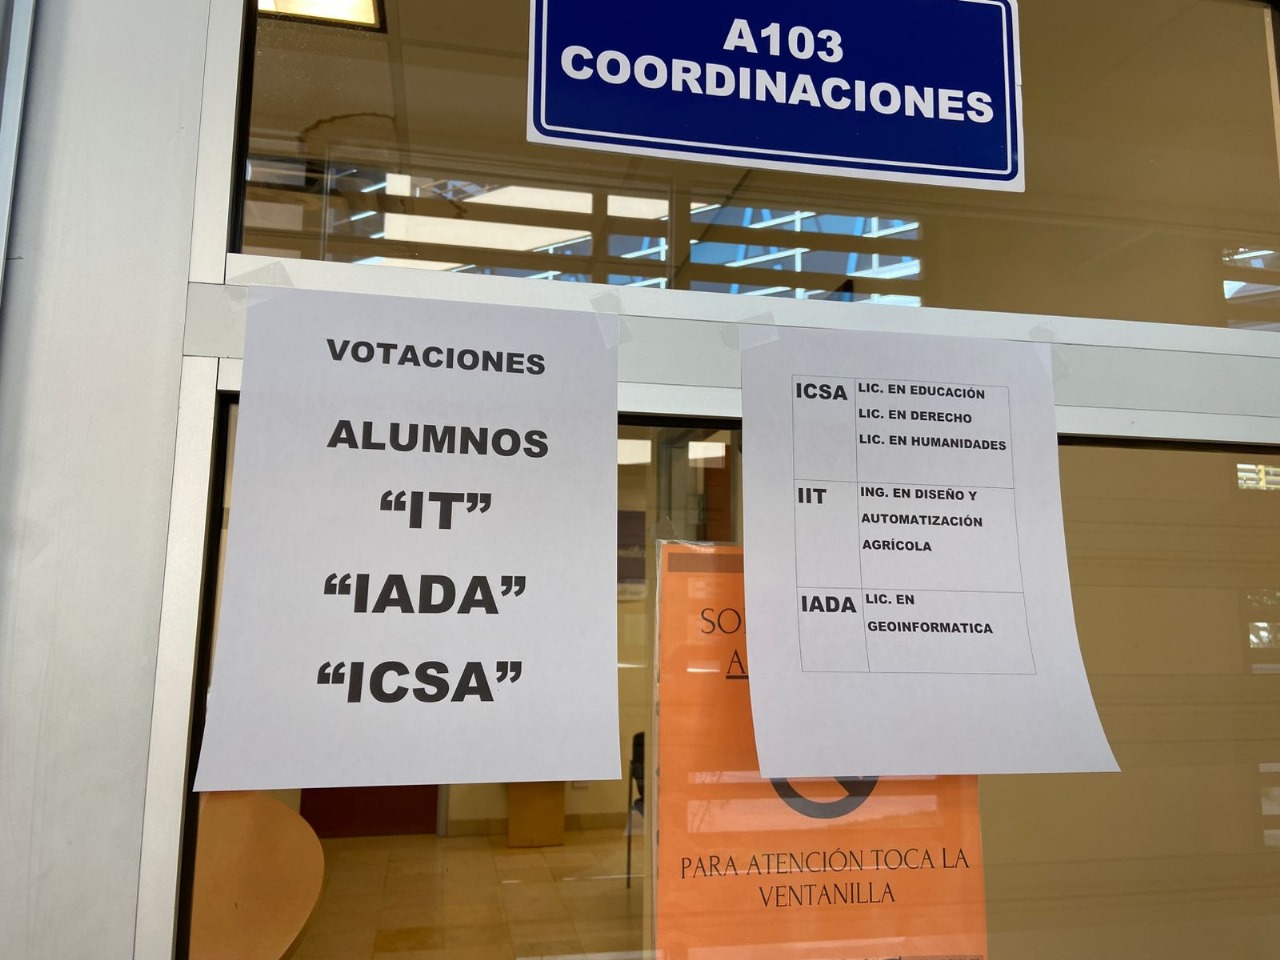 A103
COORDINACIONES
VOTACIONES
ALUMNOS
“IT”
“IADA”
“ICSA”
ICSA
LIC. EN EDUCACIÓN
LIC. EN DERECHO
LIC. EN HUMANIDADES
IIT
ING. EN DISEÑO Y
AUTOMATIZACIÓN
AGRÍCOLA
IADA
LIC. EN
GEOINFORMATICA
PARA ATENCIÓN TOCA LA
VENTANILLA